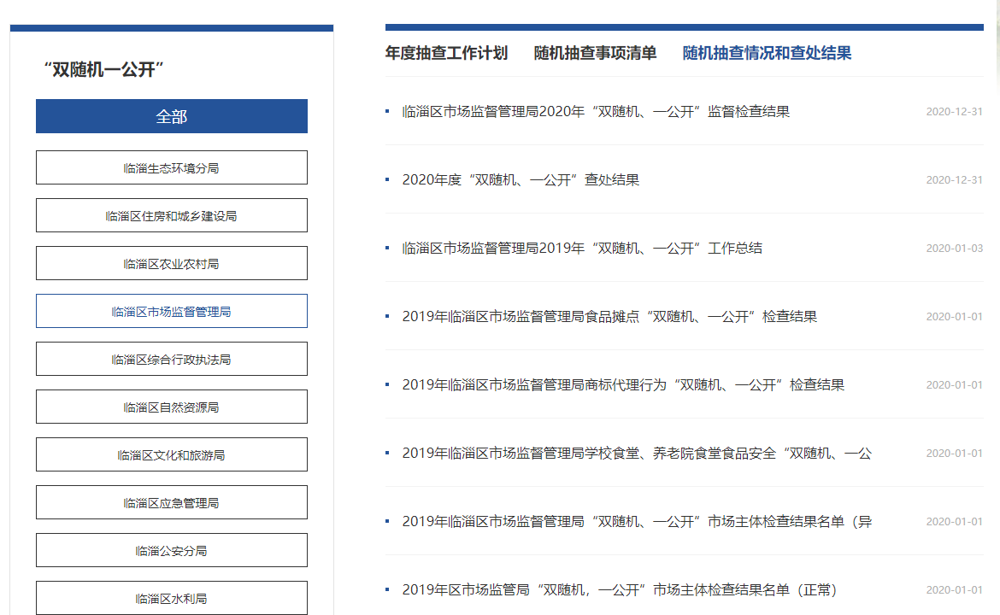 “双随机一公开”
全部
临淄生态环境分局
临淄区住房和城乡建设局
临淄区农业农村局
临淄区市场监督管理局
临淄区综合行政执法局
临淄区自然资源局
临淄区文化和旅游局
临淄区应急管理局
临淄公安分局
临淄区水利局
年度抽查工作计划 随机抽查事项清单 随机抽查情况和查处结果
临淄区市场监督管理局2020年“双随机、一公开”监督检查结果 2020-12-31
2020年度“双随机、一公开”查处结果 2020-12-31
临淄区市场监督管理局2019年“双随机、一公开”工作总结 2020-01-03
2019年临淄区市场监督管理局食品摊点“双随机、一公开”检查结果 2020-01-01
2019年临淄区市场监督管理局商标代理行为“双随机、一公开”检查结果 2020-01-01
2019年临淄区市场监督管理局学校食堂、养老院食堂食品安全“双随机、一公 2020-01-01
2019年临淄区市场监督管理局“双随机、一公开”市场主体检查结果名单（异 2020-01-01
2019年区市场监管局“双随机，一公开”市场主体检查结果名单（正常） 2020-01-01